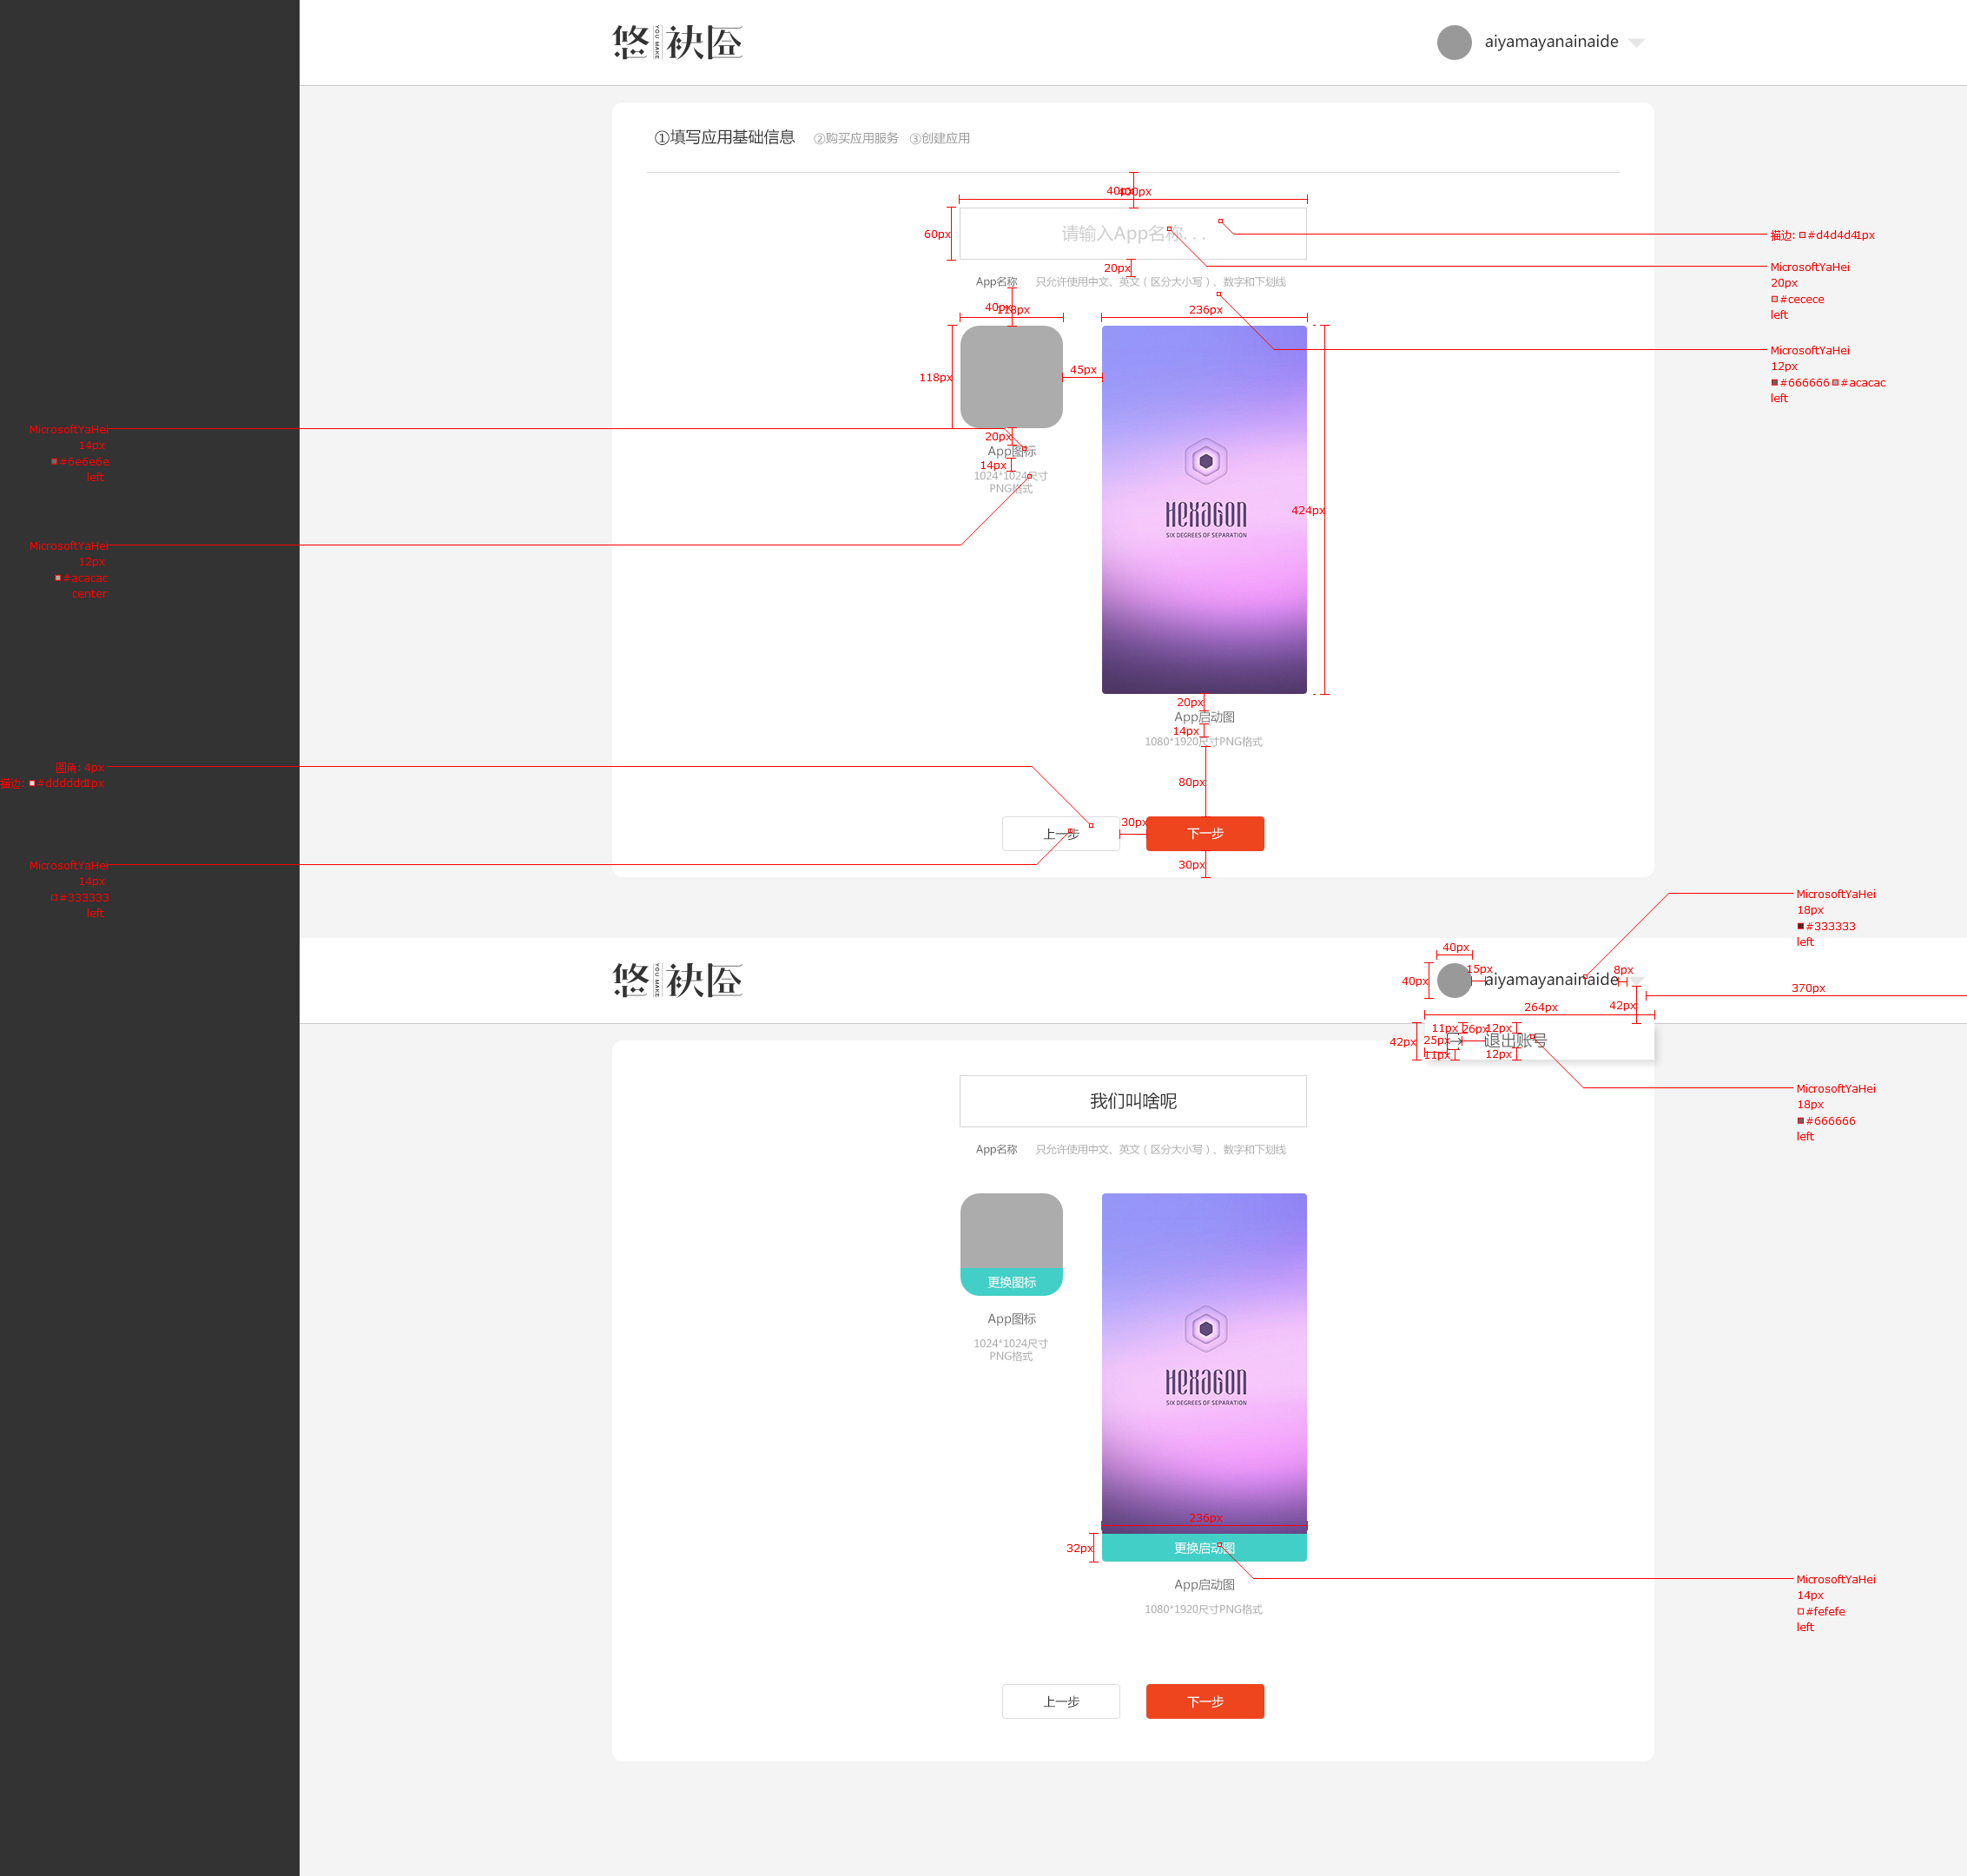 悠袂匼
YOU MAKE
aiyamayanainaide
①填写应用基础信息 ②购买应用服务 ③创建应用
40px
400px
60px
请输入App名称...
描边: #d4d4d4 1px
20px
MicrosoftYaHei
20px
#cecece
left
App名称 只允许使用中文、英文（区分大小写）、数字和下划线
40px
118px
236px
MicrosoftYaHei
12px
#666666 #acacac
left
118px
45px
MicrosoftYaHei
14px
#6e6e6e
left
20px
App图标
14px
1024*1024尺寸
PNG格式
HEXAGON
SIX DEGREES OF SEPARATION
424px
MicrosoftYaHei
12px
#acacac
center
20px
App启动图
14px
1080*1920尺寸PNG格式
圆角: 4px
描边: #dddddd 1px
80px
上一步
30px
下一步
30px
MicrosoftYaHei
14px
#333333
left
MicrosoftYaHei
18px
#333333
left
YOU MAKE
40px
40px
15px
aiyamayanainaide
8px
370px
42px
264px
42px
11px
26px
12px
25px
退出账号
11px
12px
MicrosoftYaHei
18px
#666666
left
我们叫啥呢
App名称 只允许使用中文、英文（区分大小写）、数字和下划线
更换图标
App图标
1024*1024尺寸
PNG格式
HEXAGON
SIX DEGREES OF SEPARATION
236px
32px
更换启动图
App启动图
1080*1920尺寸PNG格式
MicrosoftYaHei
14px
#fefefe
left
上一步
下一步